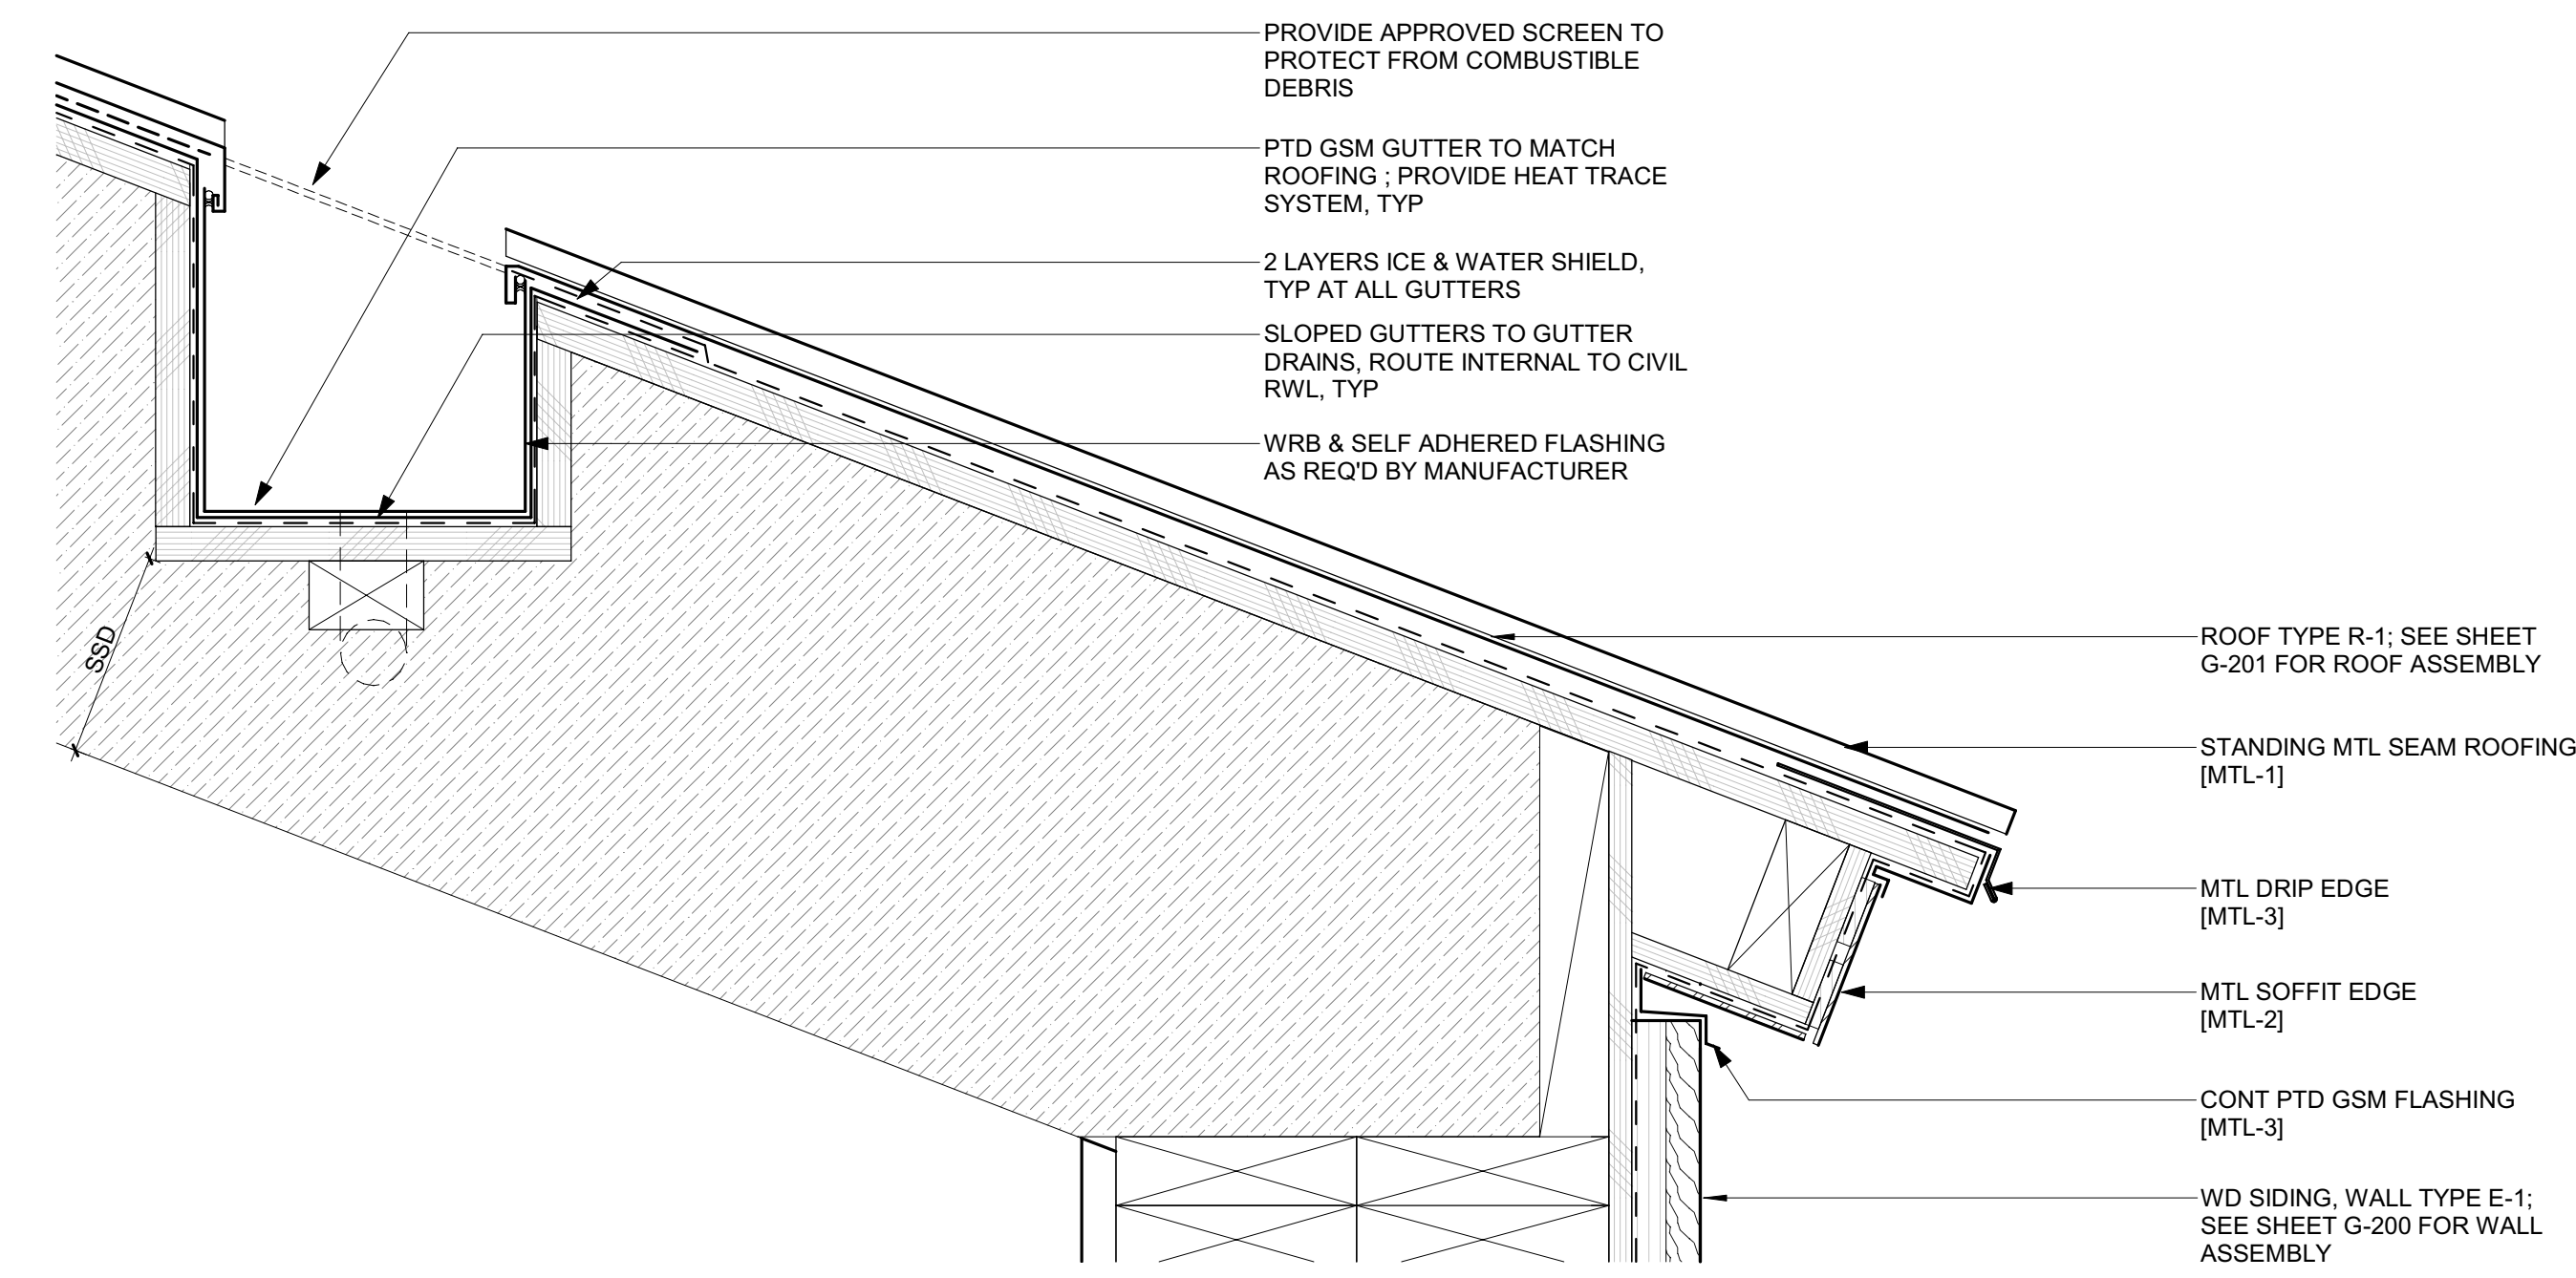 PROVIDE APPROVED SCREEN TO
PROTECT FROM COMBUSTIBLE
DEBRIS
PTD GSM GUTTER TO MATCH
ROOFING ; PROVIDE HEAT TRACE
SYSTEM, TYP
2 LAYERS ICE & WATER SHIELD,
TYP AT ALL GUTTERS
SLOPED GUTTERS TO GUTTER
DRAINS, ROUTE INTERNAL TO CIVIL
RWL, TYP
WRB & SELF ADHERED FLASHING
AS REQ'D BY MANUFACTURER
SSD
ROOF TYPE R-1; SEE SHEET
G-201 FOR ROOF ASSEMBLY
STANDING MTL SEAM ROOFING
[MTL-1]
MTL DRIP EDGE
[MTL-3]
MTL SOFFIT EDGE
[MTL-2]
CONT PTD GSM FLASHING
[MTL-3]
WD SIDING, WALL TYPE E-1;
SEE SHEET G-200 FOR WALL
ASSEMBLY